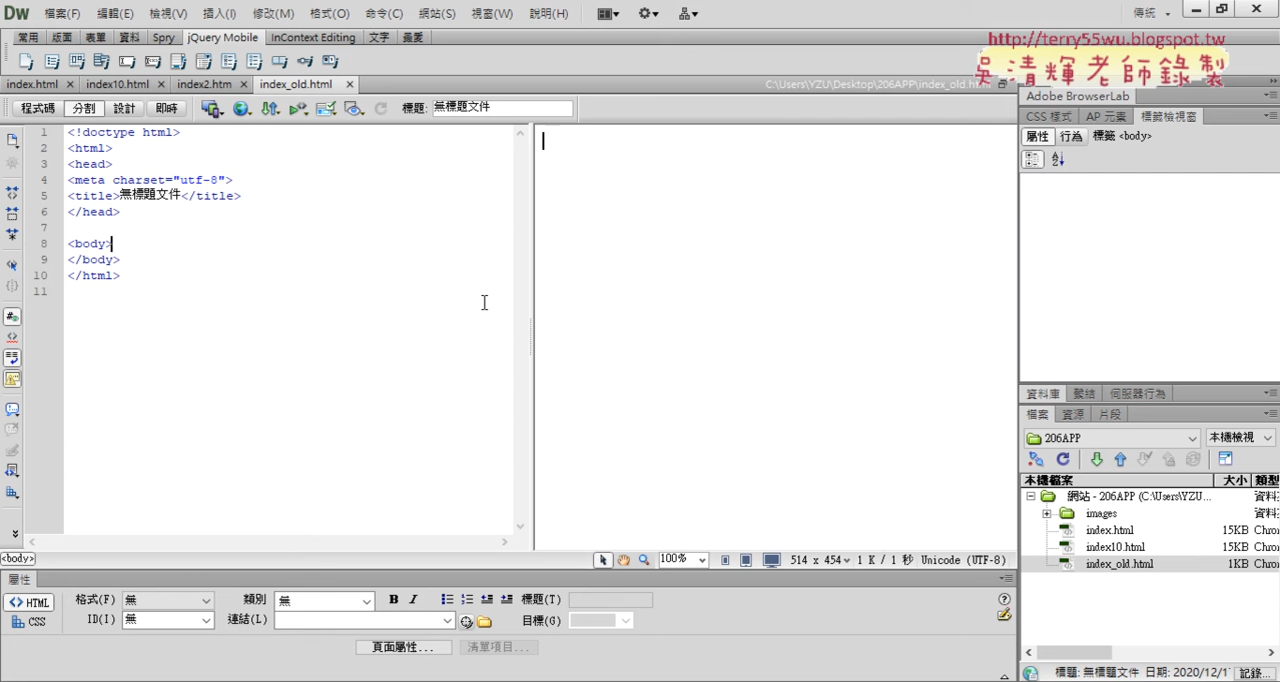 Dw 檔案(F) 編輯(E) 檢視(V) 插入(I) 修改(M) 格式(O) 命令(C) 網站(S) 視窗(W) 說明(H) 傳統
常用 版面 表單 資料 Spry jQuery Mobile InContext Editing 文字 最愛
http://terry55wu.blogspot.tw
吳清輝老師錄製
index.html index10.html index2.htm index_old.html C:\Users\YZU\Desktop\206APP\index_old.html
程式碼 分割 設計 即時 標題: 無標題文件
Adobe BrowserLab
CSS 樣式 AP 元素 標籤檢視窗
屬性 行為 標籤 <body>
1 <!doctype html>
2 <html>
3 <head>
4 <meta charset="utf-8">
5 <title>無標題文件</title>
6 </head>
7
8 <body>
9 </body>
10 </html>
11
資料庫 繫結 伺服器行為
檔案 資源 片段
206APP 本機檢視
本機檔案 大小 類型
網站 - 206APP (C:\Users\YZU... 資料
images 資料
index.html 15KB Chro
index10.html 15KB Chro
index_old.html 1KB Chro
<body> 100% 514 x 454 1 K / 1 秒 Unicode (UTF-8)
屬性
<> HTML 格式(F) 無 類別 無 B I 標題(T)
CSS ID(I) 無 連結(L) 目標(G)
頁面屬性... 清單項目...
標題: 無標題文件 日期: 2020/12/1 記錄...